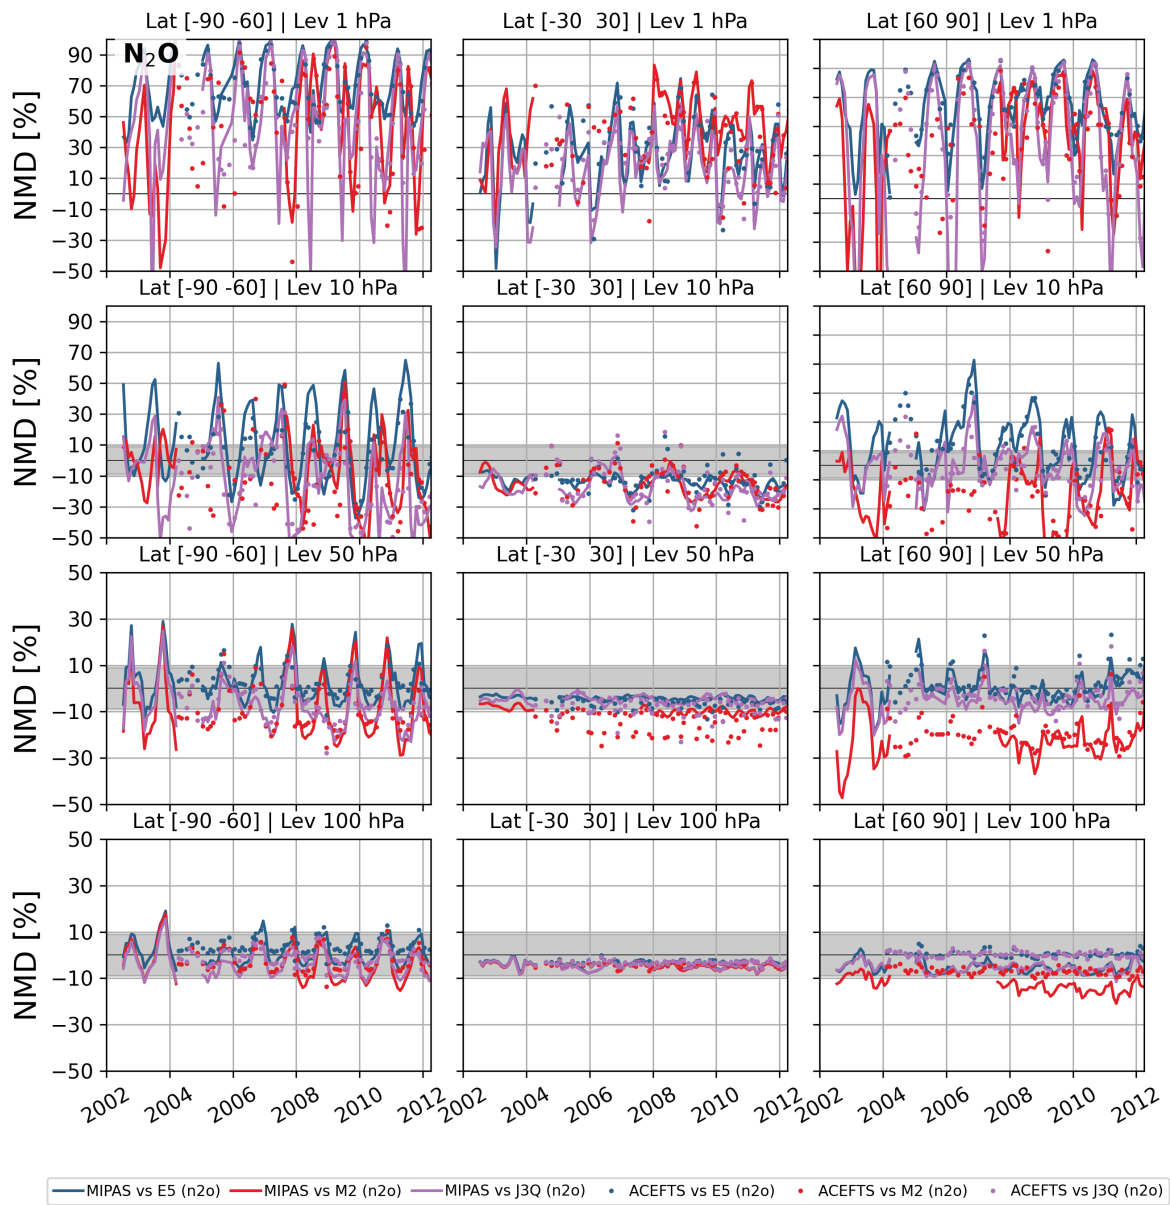 Lat [-90 -60] | Lev 1 hPa
Lat [-30  30] | Lev 1 hPa
Lat [60 90] | Lev 1 hPa
N₂O
NMD [%]
90
70
50
30
10
−10
−30
−50
Lat [-90 -60] | Lev 10 hPa
Lat [-30  30] | Lev 10 hPa
Lat [60 90] | Lev 10 hPa
NMD [%]
90
70
50
30
10
−10
−30
−50
Lat [-90 -60] | Lev 50 hPa
Lat [-30  30] | Lev 50 hPa
Lat [60 90] | Lev 50 hPa
NMD [%]
50
30
10
−10
−30
−50
Lat [-90 -60] | Lev 100 hPa
Lat [-30  30] | Lev 100 hPa
Lat [60 90] | Lev 100 hPa
NMD [%]
50
30
10
−10
−30
−50
2002 2004 2006 2008 2010 2012
2002 2004 2006 2008 2010 2012
2002 2004 2006 2008 2010 2012
MIPAS vs E5 (n2o) MIPAS vs M2 (n2o) MIPAS vs J3Q (n2o) ACEFTS vs E5 (n2o) ACEFTS vs M2 (n2o) ACEFTS vs J3Q (n2o)